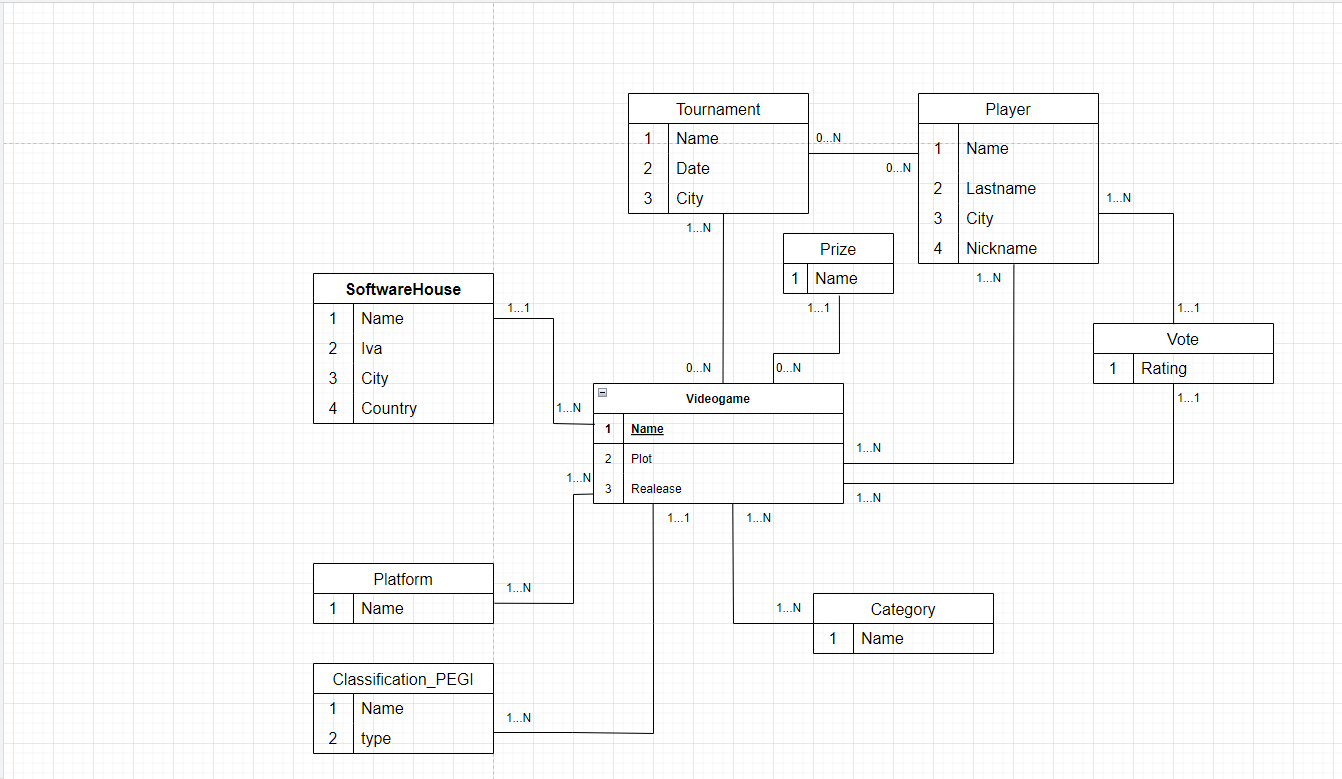 Tournament
1 Name
2 Date
3 City
0...N
0...N
Player
1 Name
2 Lastname
3 City
4 Nickname
1...N
1...N
1...N
Prize
1 Name
1...1
0...N
0...N
SoftwareHouse
1 Name
2 Iva
3 City
4 Country
1...1
1...N
1...1
Vote
1 Rating
1...1
Videogame
1 Name
2 Plot
3 Realease
1...N
1...N
1...N
1...1
1...N
Platform
1 Name
1...N
1...N
Category
1 Name
Classification_PEGI
1 Name
2 type
1...N